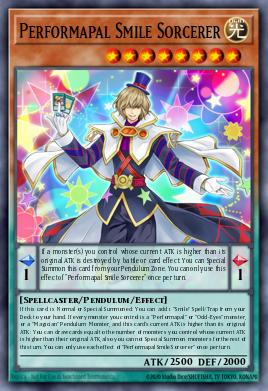 PERFORMAPAL SMILE SORCERER
光
If a monster(s) you control whose current ATK is higher than its
original ATK is destroyed by battle or card effect: You can Special
Summon this card from your Pendulum Zone. You can only use this
effect of "Performapal Smile Sorcerer" once per turn.
1
1
[SPELLCASTER/PENDULUM/EFFECT]
If this card is Normal or Special Summoned: You can add 1 "Smile" Spell/Trap from your
Deck to your hand. If every monster you control is a "Performapal" or "Odd-Eyes" monster,
or a "Magician" Pendulum Monster, and this card's current ATK is higher than its original
ATK: You can draw cards equal to the number of monsters you control whose current ATK
is higher than their original ATK, also you cannot Special Summon monsters for the rest of
this turn. You can only use each effect of "Performapal Smile Sorcerer" once per turn.
ATK/2500 DEF/2000